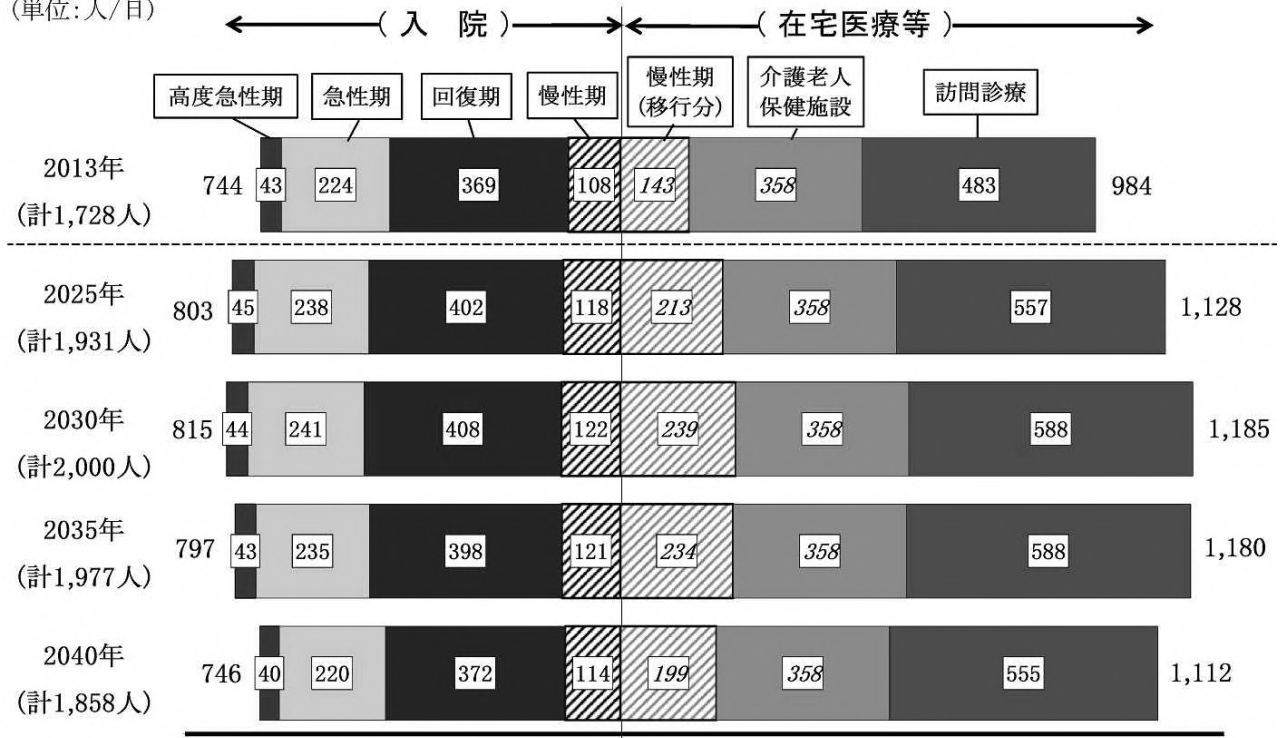 (単位:人/日)
(入 院) (在宅医療等)
高度急性期 急性期 回復期 慢性期 慢性期 (移行分) 介護老人 保健施設 訪問診療
2013年
(計1,728人)
744 43 224 369 108 143 358 483 984
2025年
(計1,931人)
803 45 238 402 118 213 358 557 1,128
2030年
(計2,000人)
815 44 241 408 122 239 358 588 1,185
2035年
(計1,977人)
797 43 235 398 121 234 358 588 1,180
2040年
(計1,858人)
746 40 220 372 114 199 358 555 1,112